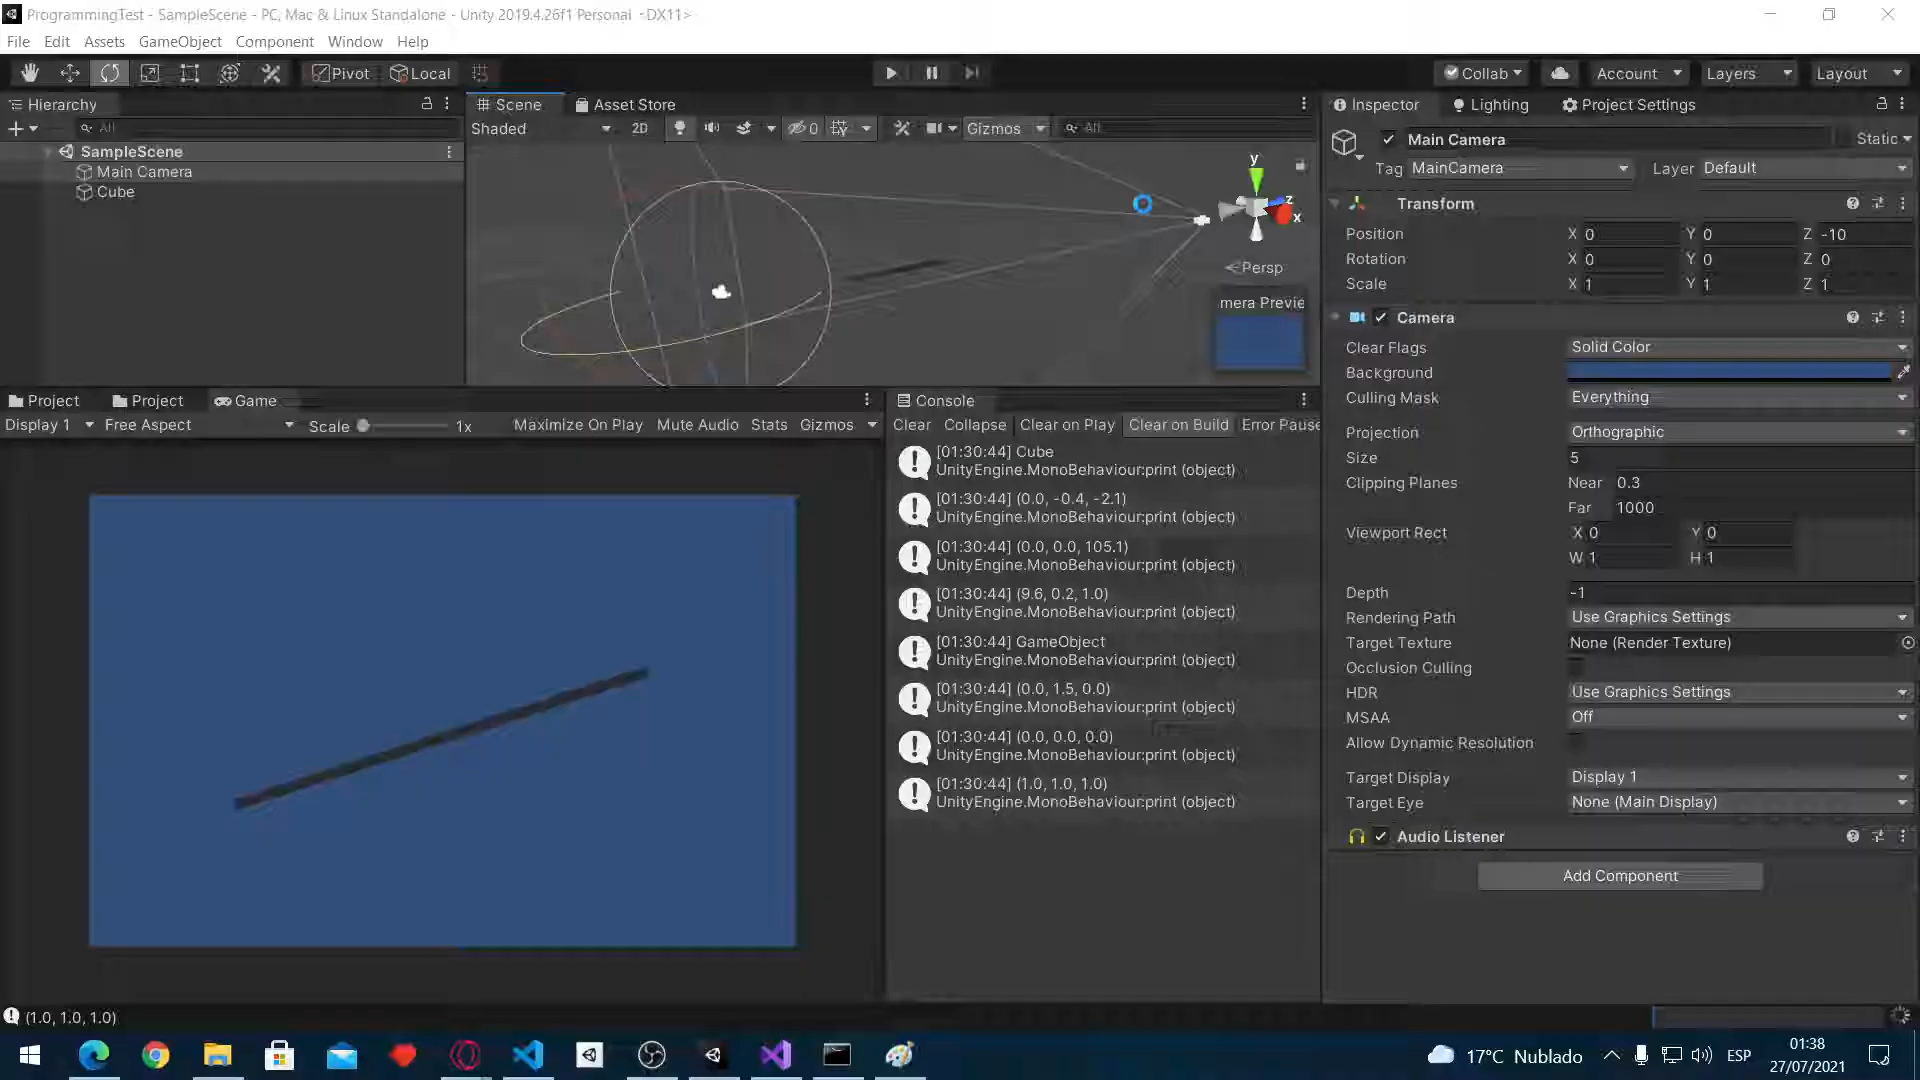 ProgrammingTest - SampleScene - PC, Mac & Linux Standalone - Unity 2019.4.26f1 Personal <DX11>
File Edit Assets GameObject Component Window Help
Pivot Local Collab Account Layers Layout
Hierarchy
All
SampleScene
Main Camera
Cube
Scene Asset Store
Shaded 2D 0 Gizmos All
y
z
x
Persp
mera Previe
Inspector Lighting Project Settings
Main Camera Static
Tag MainCamera Layer Default
Transform
Position X 0 Y 0 Z -10
Rotation X 0 Y 0 Z 0
Scale X 1 Y 1 Z 1
Camera
Clear Flags Solid Color
Background
Culling Mask Everything
Projection Orthographic
Size 5
Clipping Planes Near 0.3
Far 1000
Viewport Rect X 0 Y 0
W 1 H 1
Depth -1
Rendering Path Use Graphics Settings
Target Texture None (Render Texture)
Occlusion Culling
HDR Use Graphics Settings
MSAA Off
Allow Dynamic Resolution
Target Display Display 1
Target Eye None (Main Display)
Audio Listener
Add Component
Project Project Game
Display 1 Free Aspect Scale 1x Maximize On Play Mute Audio Stats Gizmos
Console
Clear Collapse Clear on Play Clear on Build Error Pause
[01:30:44] Cube
UnityEngine.MonoBehaviour:print (object)
[01:30:44] (0.0, -0.4, -2.1)
UnityEngine.MonoBehaviour:print (object)
[01:30:44] (0.0, 0.0, 105.1)
UnityEngine.MonoBehaviour:print (object)
[01:30:44] (9.6, 0.2, 1.0)
UnityEngine.MonoBehaviour:print (object)
[01:30:44] GameObject
UnityEngine.MonoBehaviour:print (object)
[01:30:44] (0.0, 1.5, 0.0)
UnityEngine.MonoBehaviour:print (object)
[01:30:44] (0.0, 0.0, 0.0)
UnityEngine.MonoBehaviour:print (object)
[01:30:44] (1.0, 1.0, 1.0)
UnityEngine.MonoBehaviour:print (object)
(1.0, 1.0, 1.0)
17°C Nublado ESP
01:38
27/07/2021